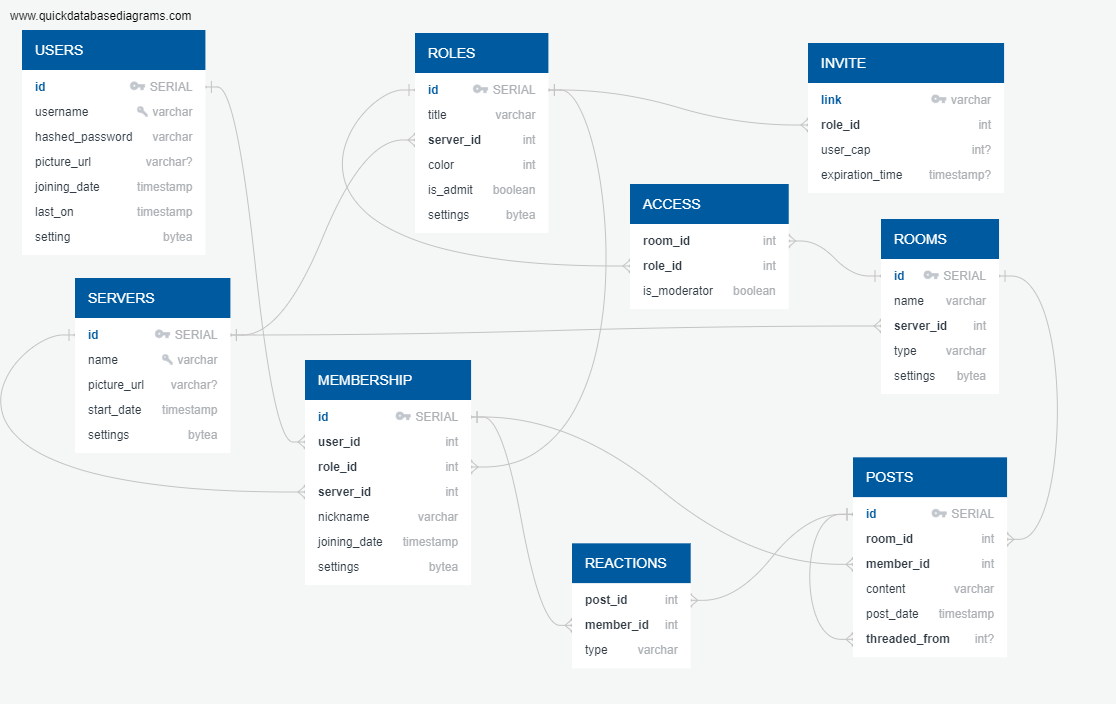 www.quickdatabasediagrams.com
USERS
id SERIAL
username varchar
hashed_password varchar
picture_url varchar?
joining_date timestamp
last_on timestamp
setting bytea
ROLES
id SERIAL
title varchar
server_id int
color int
is_admit boolean
settings bytea
INVITE
link varchar
role_id int
user_cap int?
expiration_time timestamp?
ACCESS
room_id int
role_id int
is_moderator boolean
ROOMS
id SERIAL
name varchar
server_id int
type varchar
settings bytea
SERVERS
id SERIAL
name varchar
picture_url varchar?
start_date timestamp
settings bytea
MEMBERSHIP
id SERIAL
user_id int
role_id int
server_id int
nickname varchar
joining_date timestamp
settings bytea
POSTS
id SERIAL
room_id int
member_id int
content varchar
post_date timestamp
threaded_from int?
REACTIONS
post_id int
member_id int
type varchar